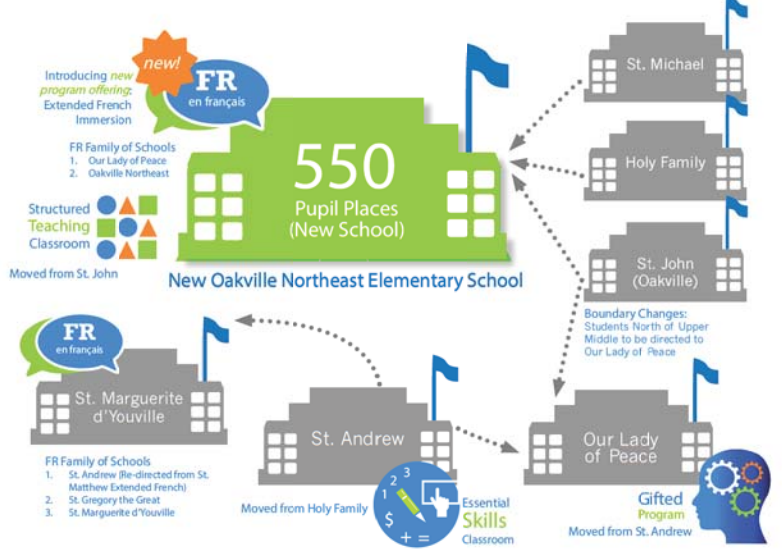 new!
FR
en français
Introducing new
program offering:
Extended French
Immersion
FR Family of Schools
1. Our Lady of Peace
2. Oakville Northeast
Structured
Teaching
Classroom
Moved from St. John
550
Pupil Places
(New School)
New Oakville Northeast Elementary School
St. Michael
Holy Family
St. John
(Oakville)
Boundary Changes:
Students North of Upper
Middle to be directed to
Our Lady of Peace
FR
en français
St. Marguerite
d'Youville
FR Family of Schools
1. St. Andrew (Re-directed from St.
Matthew Extended French)
2. St. Gregory the Great
3. St. Marguerite d'Youville
St. Andrew
Moved from Holy Family
1 2 3
$ + =
Essential
Skills
Classroom
Our Lady
of Peace
Gifted
Program
Moved from St. Andrew